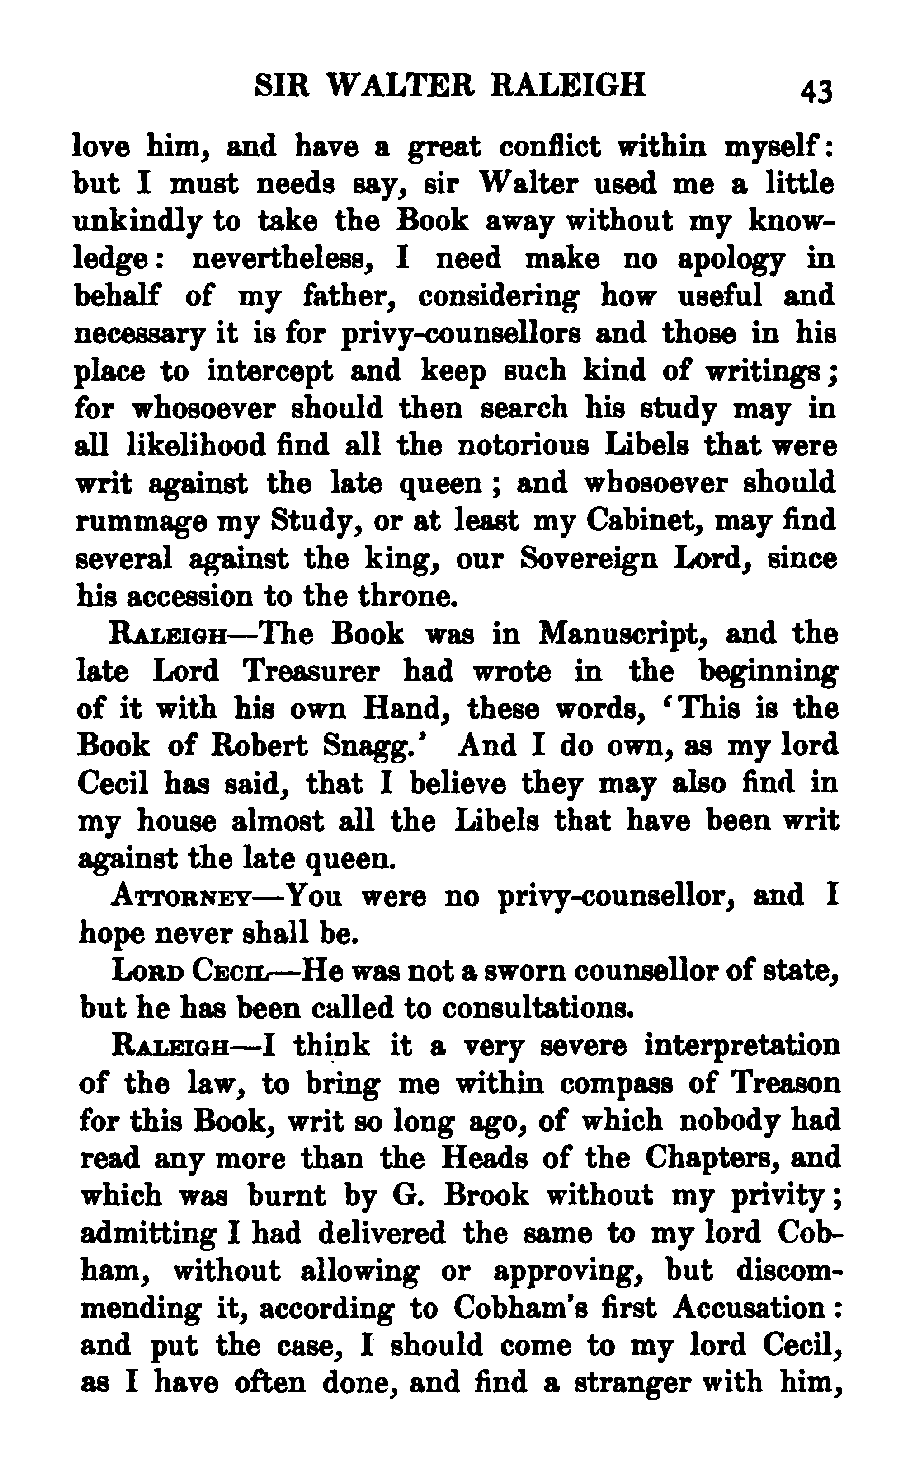 SIR WALTER RALEIGH 43
love him, and have a great conflict within myself:
but I must needs say, sir Walter used me a little
unkindly to take the Book away without my know-
ledge: nevertheless, I need make no apology in
behalf of my father, considering how useful and
necessary it is for privy-counsellors and those in his
place to intercept and keep such kind of writings;
for whosoever should then search his study may in
all likelihood find all the notorious Libels that were
writ against the late queen; and whosoever should
rummage my Study, or at least my Cabinet, may find
several against the king, our Sovereign Lord, since
his accession to the throne.
RALEIGH—The Book was in Manuscript, and the
late Lord Treasurer had wrote in the beginning
of it with his own Hand, these words, 'This is the
Book of Robert Snagg.' And I do own, as my lord
Cecil has said, that I believe they may also find in
my house almost all the Libels that have been writ
against the late queen.
ATTORNEY—You were no privy-counsellor, and I
hope never shall be.
LORD CECIL—He was not a sworn counsellor of state,
but he has been called to consultations.
RALEIGH—I think it a very severe interpretation
of the law, to bring me within compass of Treason
for this Book, writ so long ago, of which nobody had
read any more than the Heads of the Chapters, and
which was burnt by G. Brook without my privity;
admitting I had delivered the same to my lord Cob-
ham, without allowing or approving, but discom-
mending it, according to Cobham's first Accusation:
and put the case, I should come to my lord Cecil,
as I have often done, and find a stranger with him,